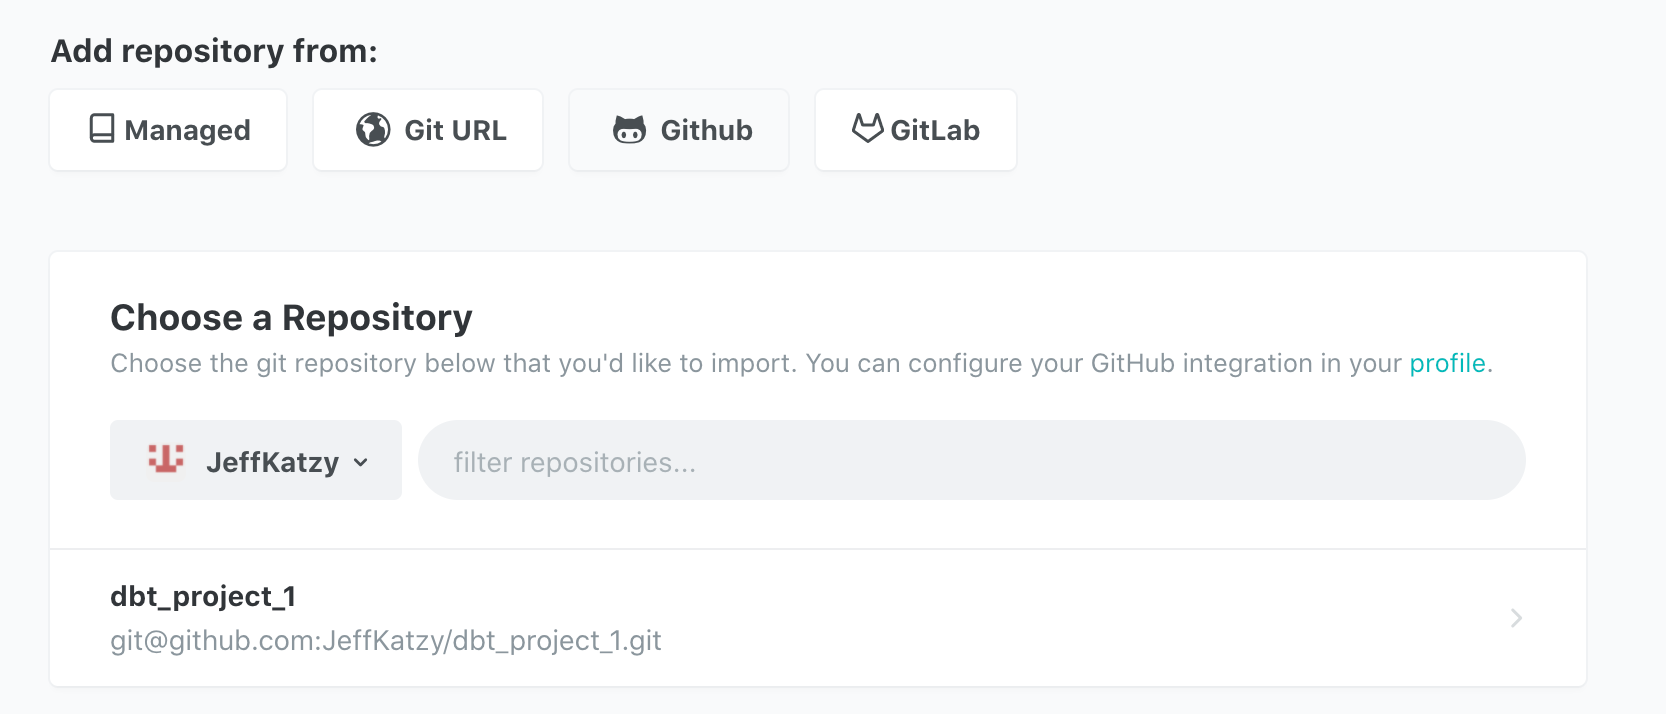 Add repository from:
Managed
Git URL
Github
GitLab
Choose a Repository
Choose the git repository below that you'd like to import. You can configure your GitHub integration in your profile.
JeffKatzy
filter repositories...
dbt_project_1
git@github.com:JeffKatzy/dbt_project_1.git